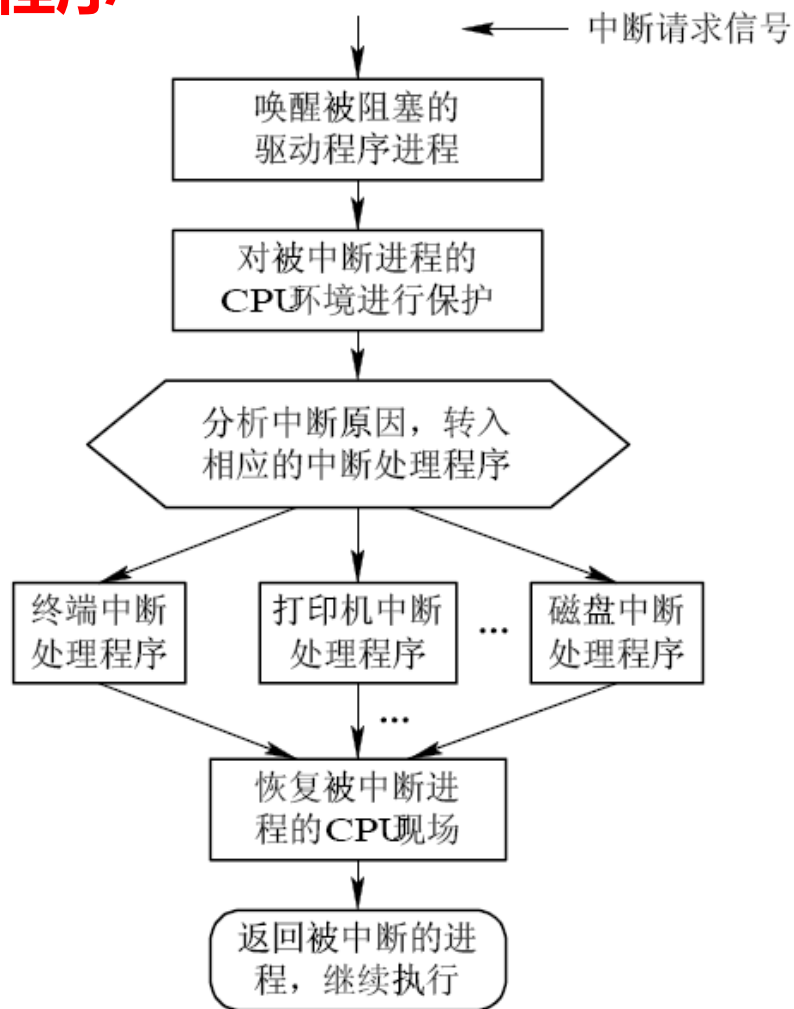 程序
中断请求信号
唤醒被阻塞的
驱动程序进程
对被中断进程的
CPU环境进行保护
分析中断原因，转入
相应的中断处理程序
终端中断
处理程序
打印机中断
处理程序
...
磁盘中断
处理程序
...
恢复被中断进
程的CPU现场
返回被中断的进
程，继续执行